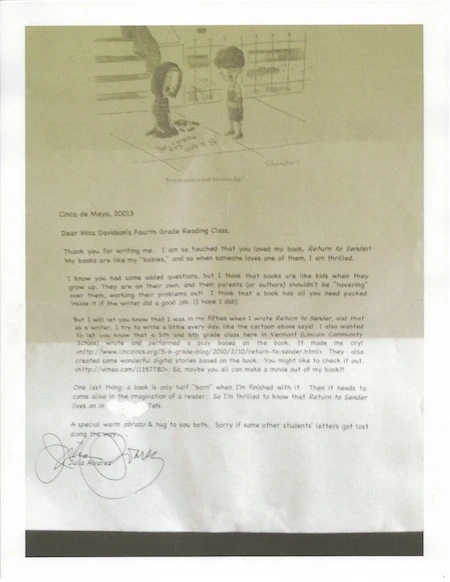 Cinco de Mayo, 20013
Dear Miss Davidson's Fourth Grade Reading Class,
Thank you for writing me. I am so touched that you loved my book, Return to Sender!
My books are like my "babies," and so when someone loves one of them, I am thrilled.
I know you had some added questions, but I think that books are like kids when they
grow up. They are on their own, and their parents (or authors) shouldn't be "hovering"
over them, working their problems out! I think that a book has all you need packed
inside it if the writer did a good job. (I hope I did!)
But I will let you know that I was in my fifties when I wrote Return to Sender, and that
as a writer, I try to write a little every day, like the cartoon above says! I also wanted
to let you know that a 5th and 6th grade class here in Vermont (Lincoln Community
School) wrote and performed a play based on the book. It made me cry!
<http://www.lincolncs.org/5-6-grade-blog/2010/2/10/return-to-sender.html> They also
created some wonderful digital stories based on the book. You might like to check it out.
<http://vimeo.com/11357780> So, maybe you all can make a movie out of my book?!
One last thing: a book is only half "born" when I'm finished with it. Then it needs to
come alive in the imagination of a reader. So I'm thrilled to know that Return to Sender
lives on in
A special warm abrazo & hug to you both. Sorry if some other students' letters got lost
along the way.
Julia Alvarez